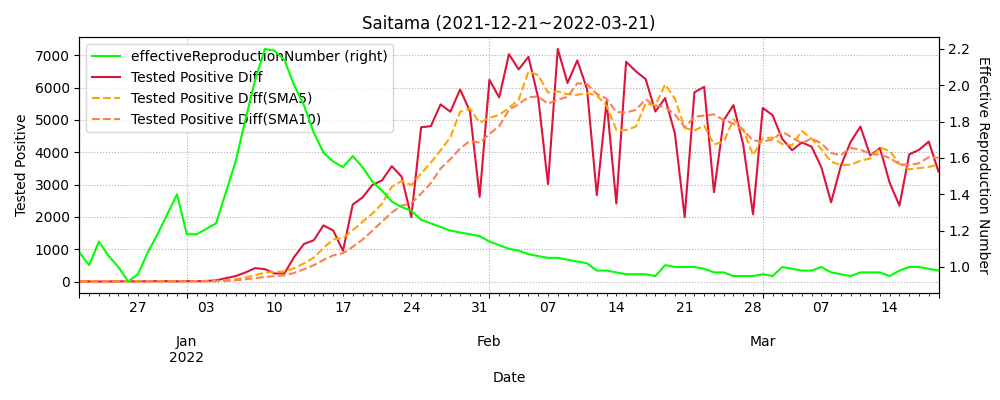 Saitama (2021-12-21~2022-03-21)
effectiveReproductionNumber (right)
Tested Positive Diff
Tested Positive Diff(SMA5)
Tested Positive Diff(SMA10)
Tested Positive
7000
6000
5000
4000
3000
2000
1000
0
Effective Reproduction Number
2.2
2.0
1.8
1.6
1.4
1.2
1.0
27 03 10 17 24 31 07 14 21 28 07 14
Jan Feb Mar
2022
Date